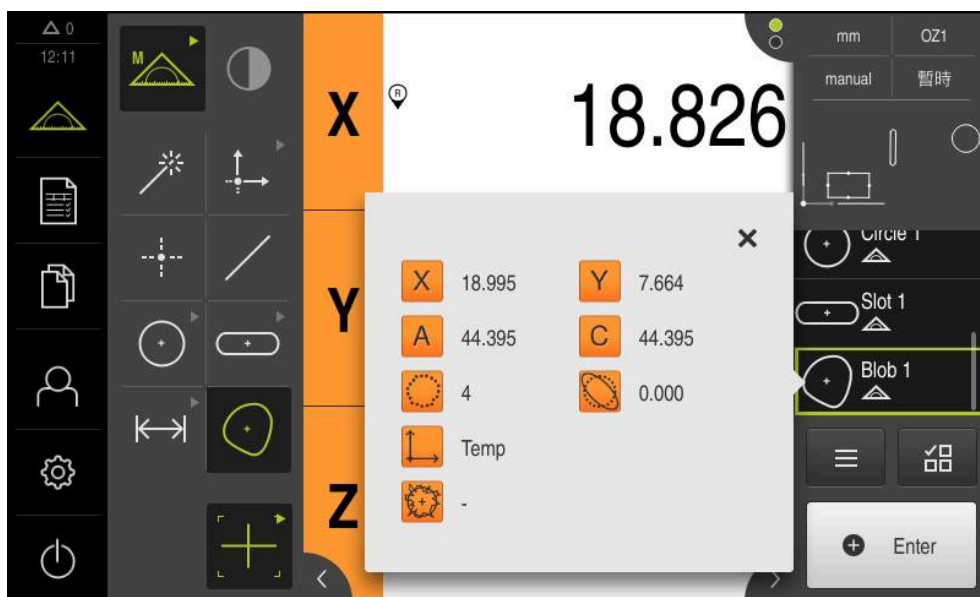 0
12:11
M
X
R
18.826
mm
OZ1
manual
暫時
X 18.995
Y 7.664
A 44.395
C 44.395
4
0.000
Temp
-
Y
Z
Circle 1
Slot 1
Blob 1
Enter